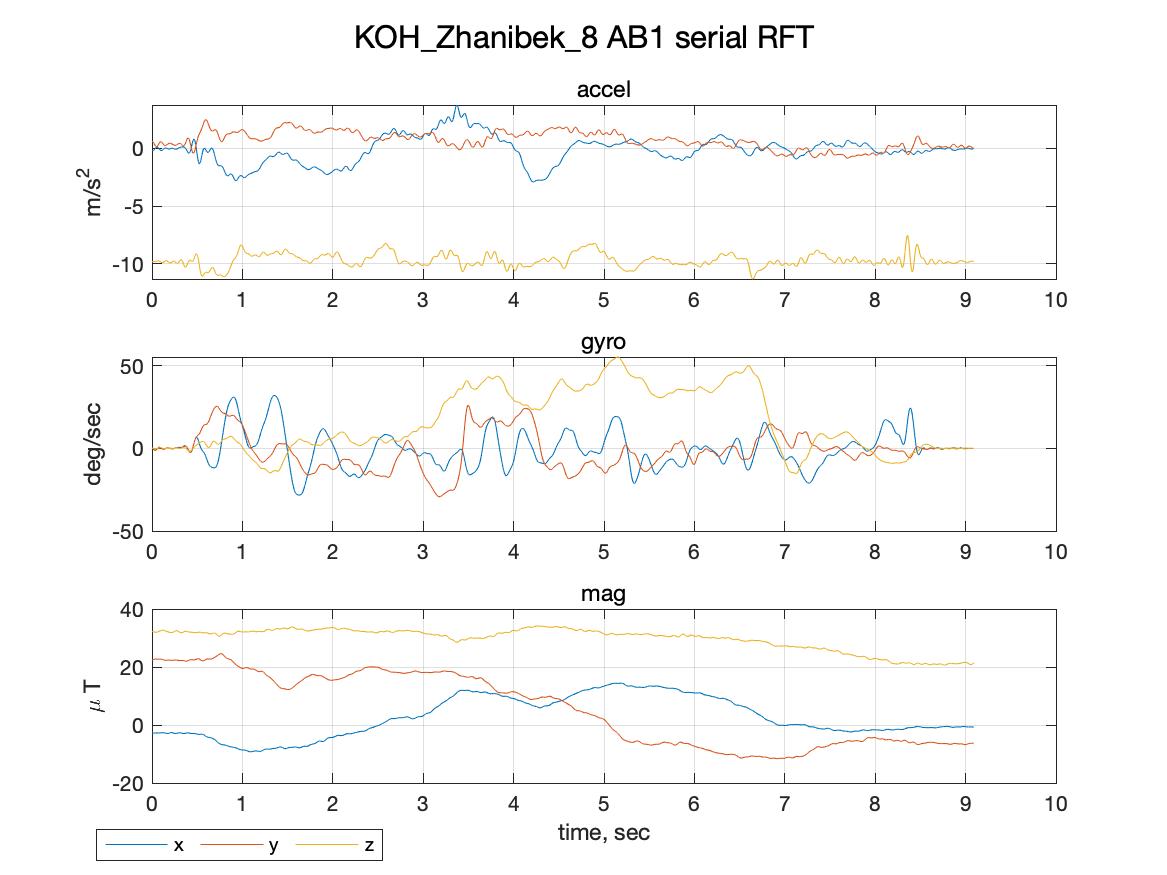 KOH_Zhanibek_8 AB1 serial RFT
accel
0
-5
-10
m/s²
0 1 2 3 4 5 6 7 8 9 10
gyro
50
0
-50
deg/sec
0 1 2 3 4 5 6 7 8 9 10
mag
40
20
0
-20
μ T
0 1 2 3 4 5 6 7 8 9 10
time, sec
x y z